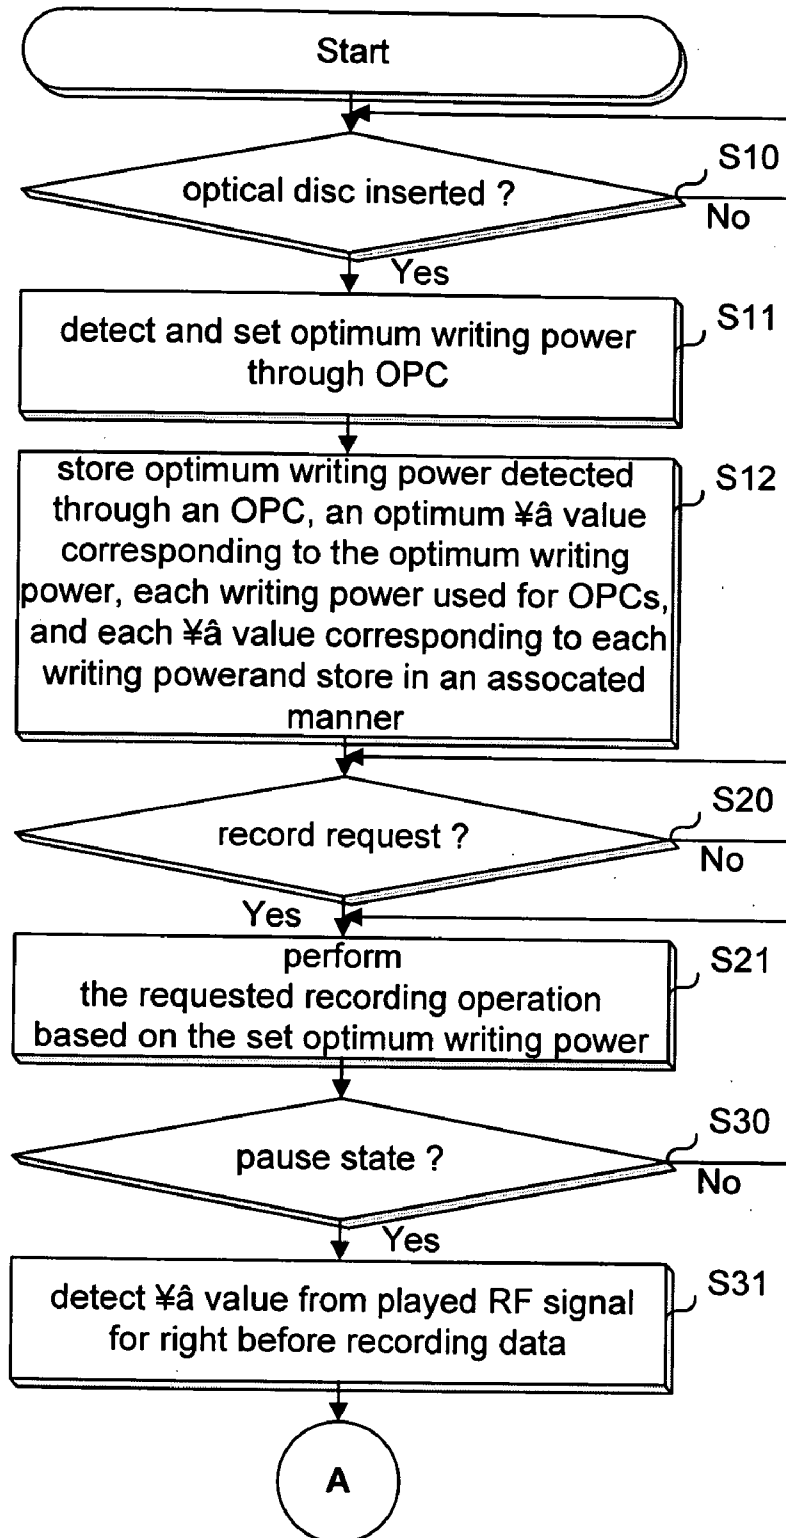 Start
optical disc inserted ?
S10
No
Yes
detect and set optimum writing power
through OPC
S11
store optimum writing power detected
through an OPC, an optimum ¥â value
corresponding to the optimum writing
power, each writing power used for OPCs,
and each ¥â value corresponding to each
writing powerand store in an assocated
manner
S12
record request ?
S20
No
Yes
perform
the requested recording operation
based on the set optimum writing power
S21
pause state ?
S30
No
Yes
detect ¥â value from played RF signal
for right before recording data
S31
A